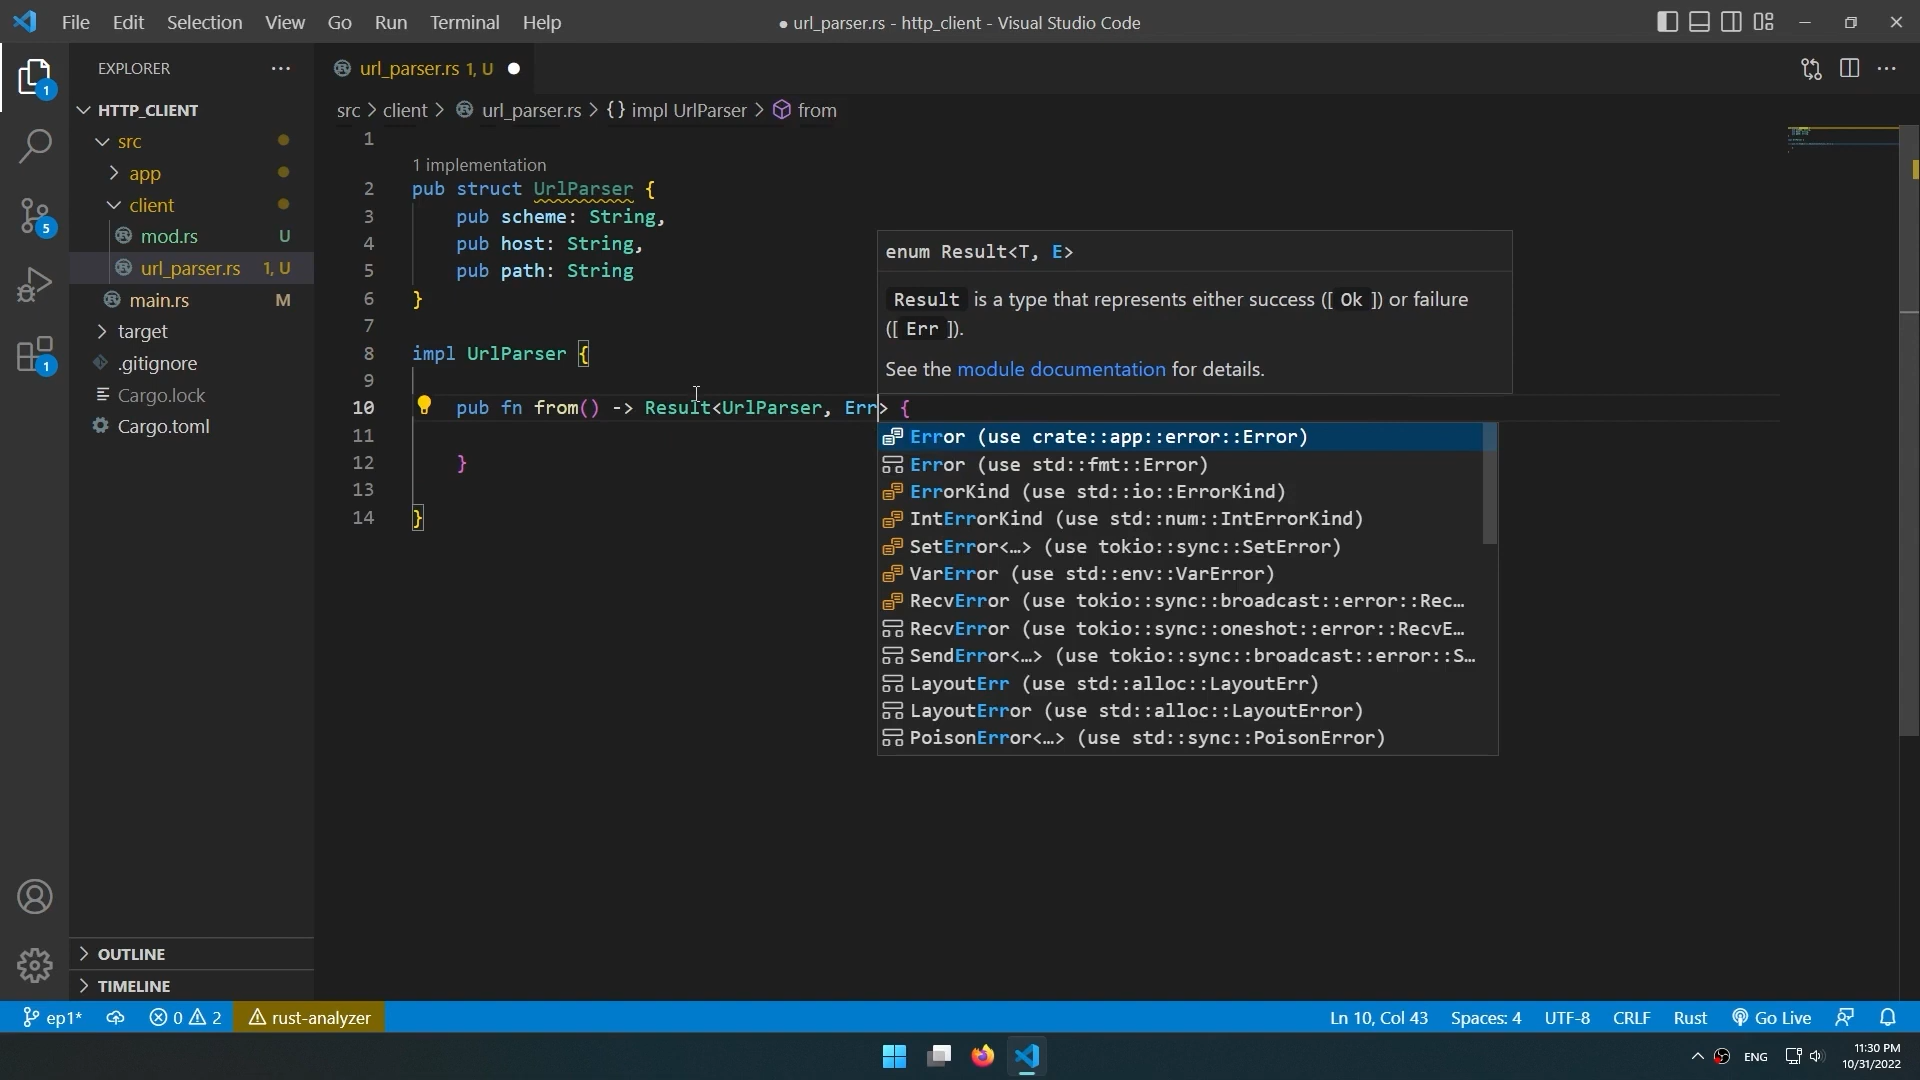 File Edit Selection View Go Run Terminal Help
● url_parser.rs - http_client - Visual Studio Code
EXPLORER
HTTP_CLIENT
src
app
client
mod.rs U
url_parser.rs 1, U
main.rs M
target
.gitignore
Cargo.lock
Cargo.toml
OUTLINE
TIMELINE
1
5
1
url_parser.rs 1, U
src > client > url_parser.rs > {} impl UrlParser > from
1
1 implementation
2 pub struct UrlParser {
3 pub scheme: String,
4 pub host: String,
5 pub path: String
6 }
7
8 impl UrlParser {
9
10 pub fn from() -> Result<UrlParser, Err> {
11
12 }
13
14 }
enum Result<T, E>
Result is a type that represents either success ([ Ok ]) or failure
([ Err ]).
See the module documentation for details.
Error (use crate::app::error::Error)
Error (use std::fmt::Error)
ErrorKind (use std::io::ErrorKind)
IntErrorKind (use std::num::IntErrorKind)
SetError<…> (use tokio::sync::SetError)
VarError (use std::env::VarError)
RecvError (use tokio::sync::broadcast::error::Rec…
RecvError (use tokio::sync::oneshot::error::RecvE…
SendError<…> (use tokio::sync::broadcast::error::S…
LayoutErr (use std::alloc::LayoutErr)
LayoutError (use std::alloc::LayoutError)
PoisonError<…> (use std::sync::PoisonError)
ep1* 0 2 rust-analyzer
Ln 10, Col 43 Spaces: 4 UTF-8 CRLF Rust Go Live
ENG
11:30 PM
10/31/2022